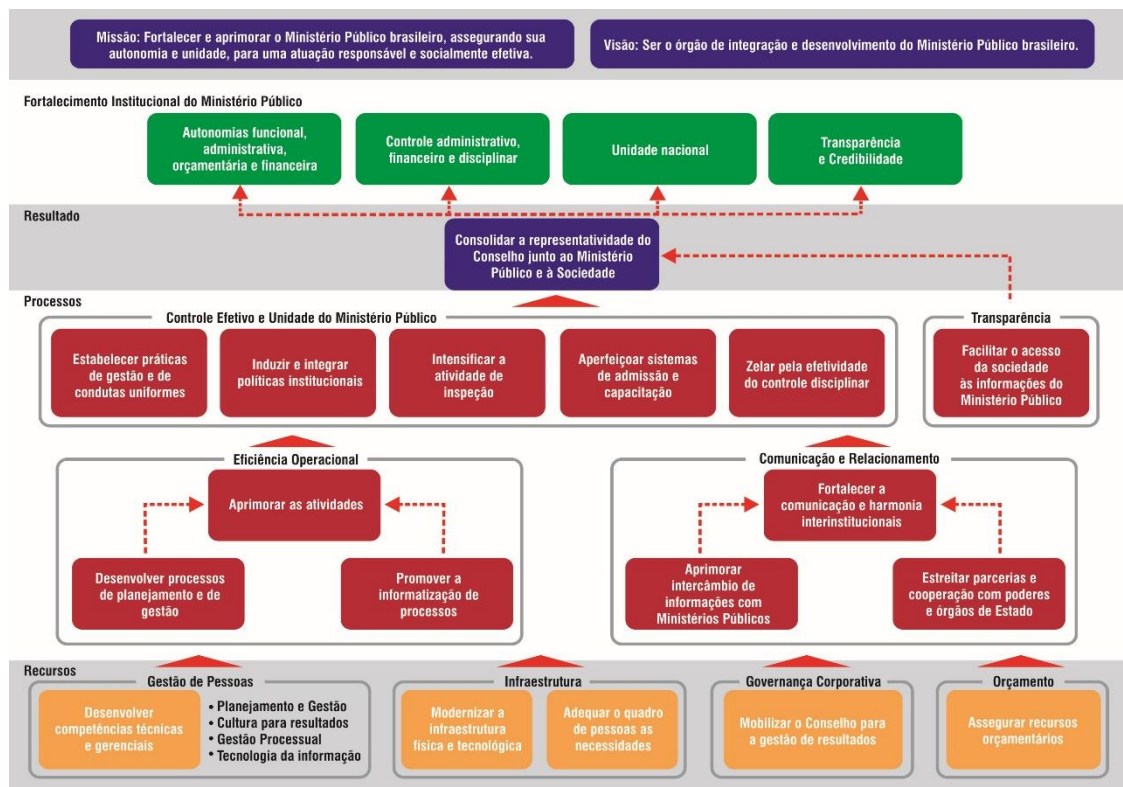 Missão: Fortalecer e aprimorar o Ministério Público brasileiro, assegurando sua
autonomia e unidade, para uma atuação responsável e socialmente efetiva.
Visão: Ser o órgão de integração e desenvolvimento do Ministério Público brasileiro.
Fortalecimento Institucional do Ministério Público
Autonomias funcional,
administrativa,
orçamentária e financeira
Controle administrativo,
financeiro e disciplinar
Unidade nacional
Transparência
e Credibilidade
Resultado
Consolidar a representatividade do
Conselho junto ao Ministério
Público e à Sociedade
Processos
Controle Efetivo e Unidade do Ministério Público
Estabelecer práticas
de gestão e de
condutas uniformes
Induzir e integrar
políticas institucionais
Intensificar a
atividade de
inspeção
Aperfeiçoar sistemas
de admissão e
capacitação
Zelar pela efetividade
do controle disciplinar
Transparência
Facilitar o acesso
da sociedade
às informações do
Ministério Público
Eficiência Operacional
Aprimorar as atividades
Desenvolver processos
de planejamento e de
gestão
Promover a
informatização de
processos
Comunicação e Relacionamento
Fortalecer a
comunicação e harmonia
interinstitucionais
Aprimorar
intercâmbio de
informações com
Ministérios Públicos
Estreitar parcerias e
cooperação com poderes
e órgãos de Estado
Recursos
Gestão de Pessoas
Desenvolver
competências técnicas
e gerenciais
• Planejamento e Gestão
• Cultura para resultados
• Gestão Processual
• Tecnologia da informação
Infraestrutura
Modernizar a
infraestrutura
física e tecnológica
Adequar o quadro
de pessoas as
necessidades
Governança Corporativa
Mobilizar o Conselho para
a gestão de resultados
Orçamento
Assegurar recursos
orçamentários